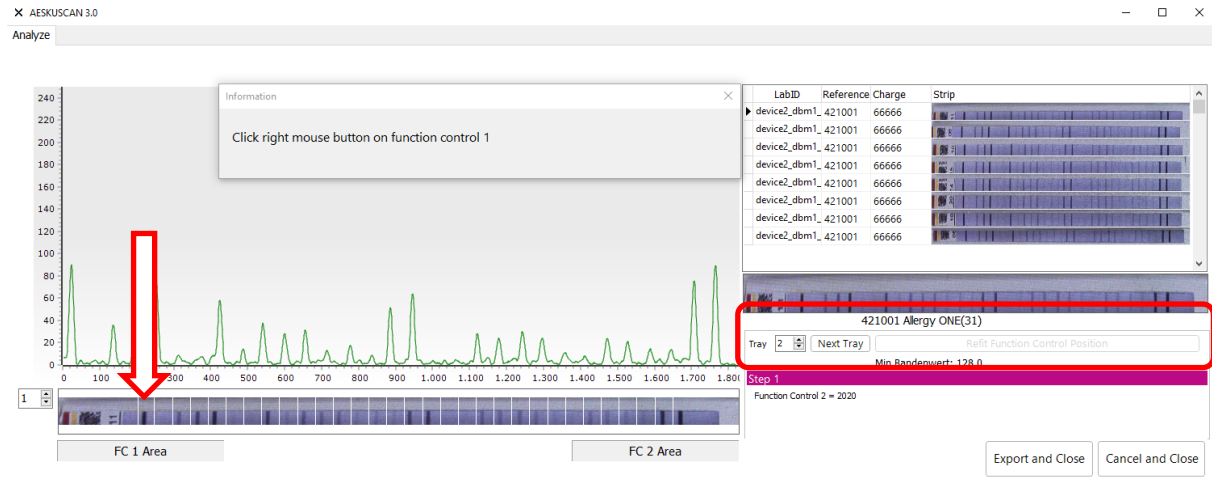 AESKUSCAN 3.0
Analyze
Information
Click right mouse button on function control 1
240
220
200
180
160
140
120
100
80
60
40
20
0
0 100 300 400 500 600 700 800 900 1.000 1.100 1.200 1.300 1.400 1.500 1.600 1.700 1.800
1
FC 1 Area
FC 2 Area
LabID Reference Charge Strip
device2_dbm1_ 421001 66666
device2_dbm1_ 421001 66666
device2_dbm1_ 421001 66666
device2_dbm1_ 421001 66666
device2_dbm1_ 421001 66666
device2_dbm1_ 421001 66666
device2_dbm1_ 421001 66666
device2_dbm1_ 421001 66666
421001 Allergy ONE(31)
Tray 2 Next Tray Refit Function Control Position
Min Bandenwert: 128.0
Step 1
Function Control 2 = 2020
Export and Close
Cancel and Close